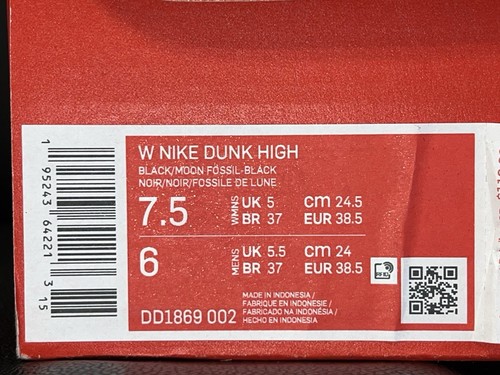 W NIKE DUNK HIGH
BLACK/MOON FOSSIL-BLACK
NOIR/NOIR/FOSSILE DE LUNE
7.5 WMNS UK 5 cm 24.5
BR 37 EUR 38.5
6 MENS UK 5.5 cm 24
BR 37 EUR 38.5
RFID
MADE IN INDONESIA /
FABRIQUE EN INDONESIE /
FABRICADO NA INDONÉSIA /
HECHO EN INDONESIA
DD1869 002
1 95243 64221 3 15